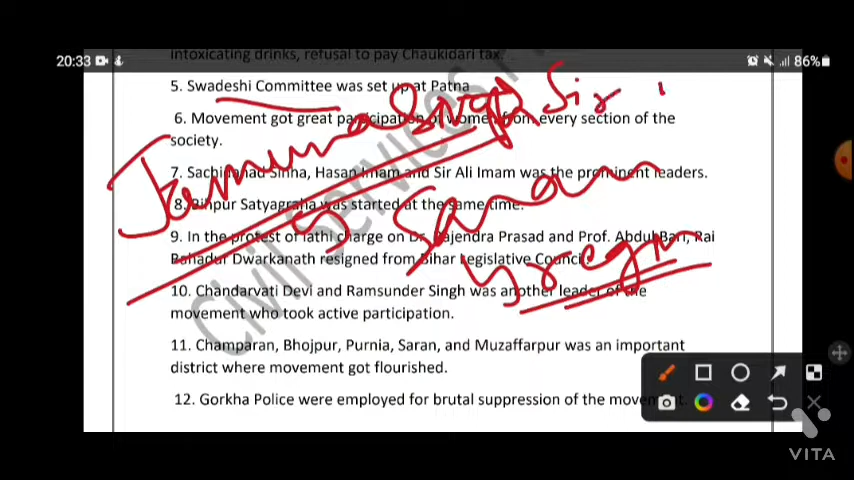 20:33
86%
intoxicating drinks, refusal to pay Chaukidari tax.
5. Swadeshi Committee was set up at Patna
6. Movement got great participation of women from every section of the
society.
7. Sachidanad Sinha, Hasan Imam and Sir Ali Imam was the prominent leaders.
8. Bihpur Satyagraha was started at the same time.
9. In the protest of lathi charge on Dr. Rajendra Prasad and Prof. Abdul Bari, Rai
Bahadur Dwarkanath resigned from Bihar Legislative Council.
10. Chandarvati Devi and Ramsunder Singh was another leader of the
movement who took active participation.
11. Champaran, Bhojpur, Purnia, Saran, and Muzaffarpur was an important
district where movement got flourished.
12. Gorkha Police were employed for brutal suppression of the movement.
Civil Services
Saran
VITA